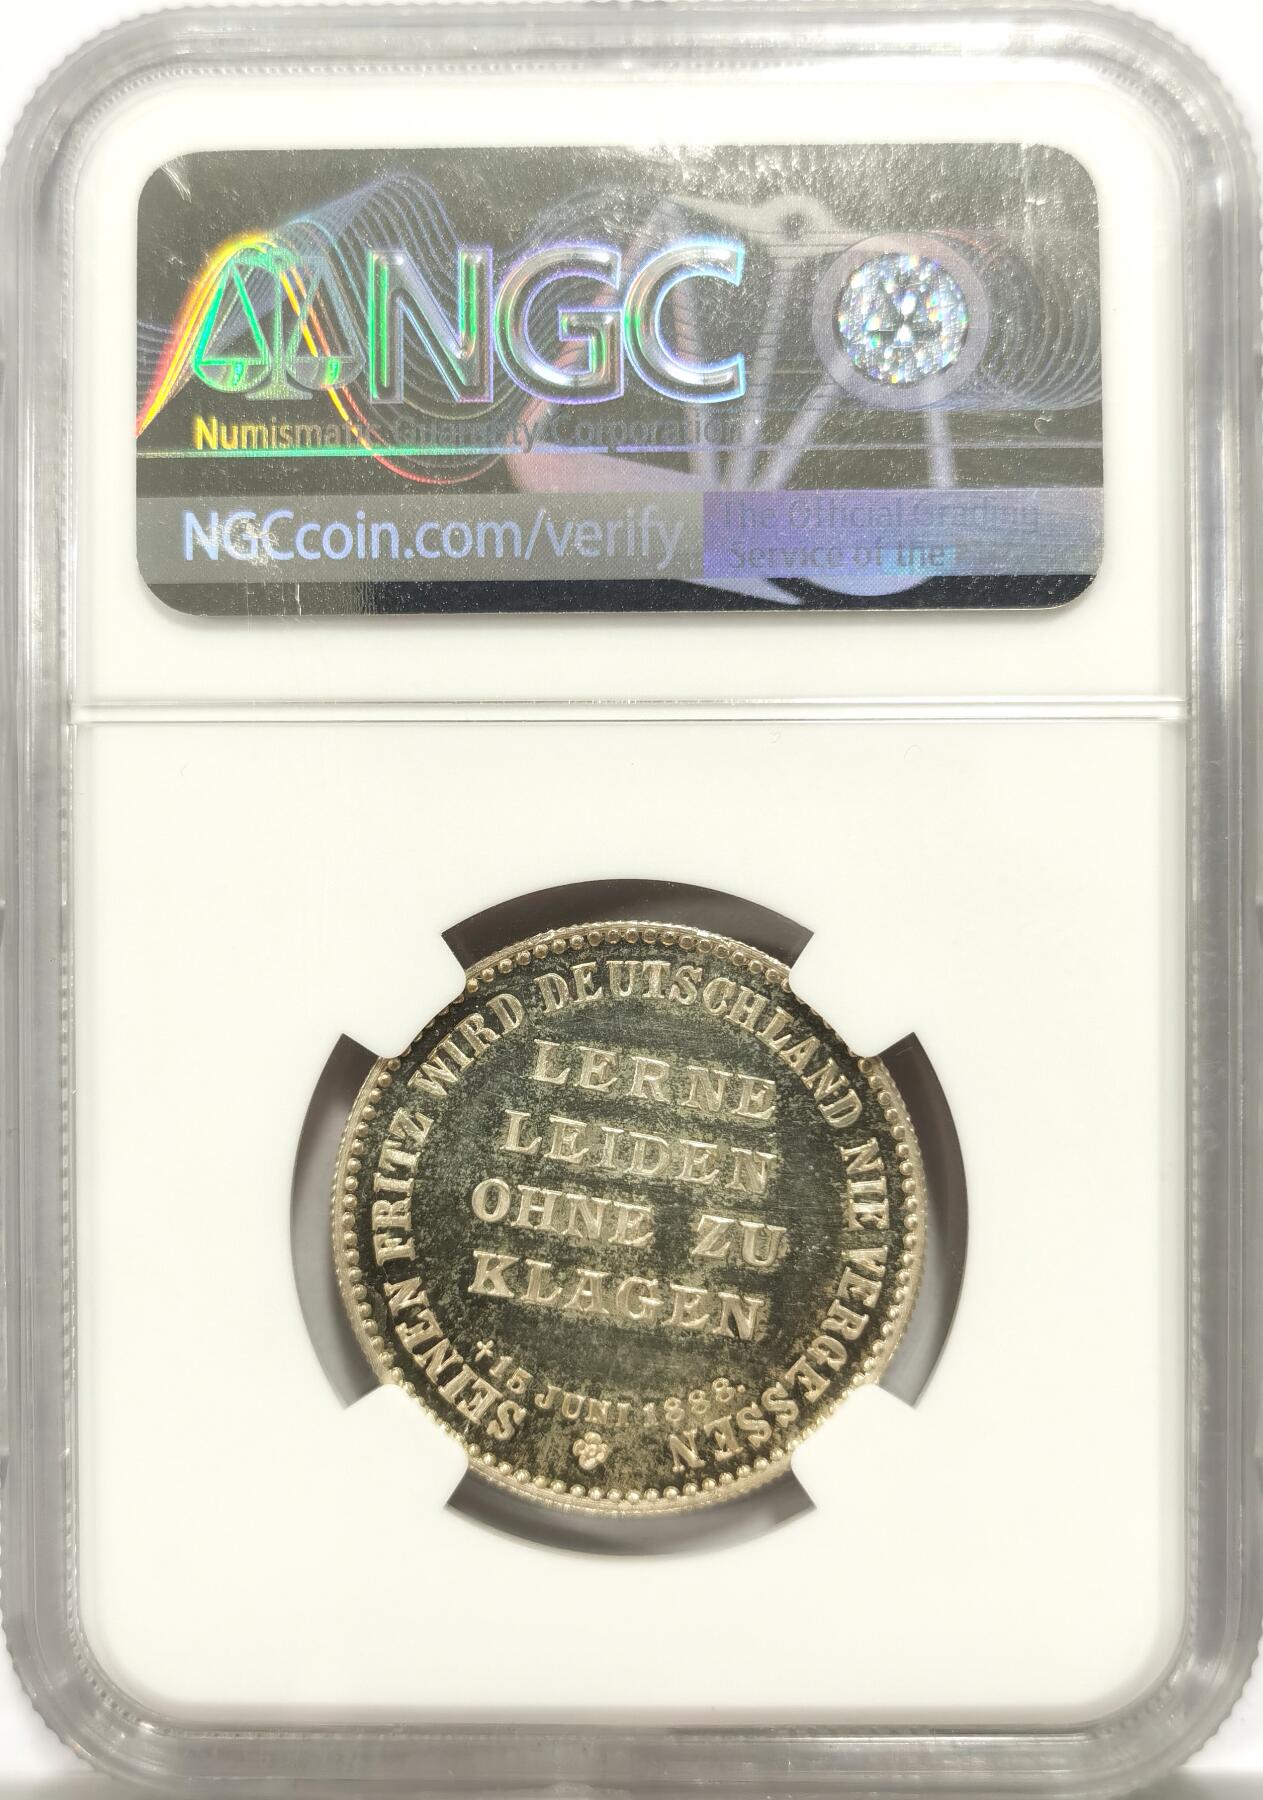 NGC
Numismatic Guaranty Corporation
NGCcoin.com/verify
The Official Grading
Service of the
SEINEN FRITZ WIRD DEUTSCHLAND NIE VERGESSEN
LERNE
LEIDEN
OHNE ZU
KLAGEN
+15 JUNI 1888.